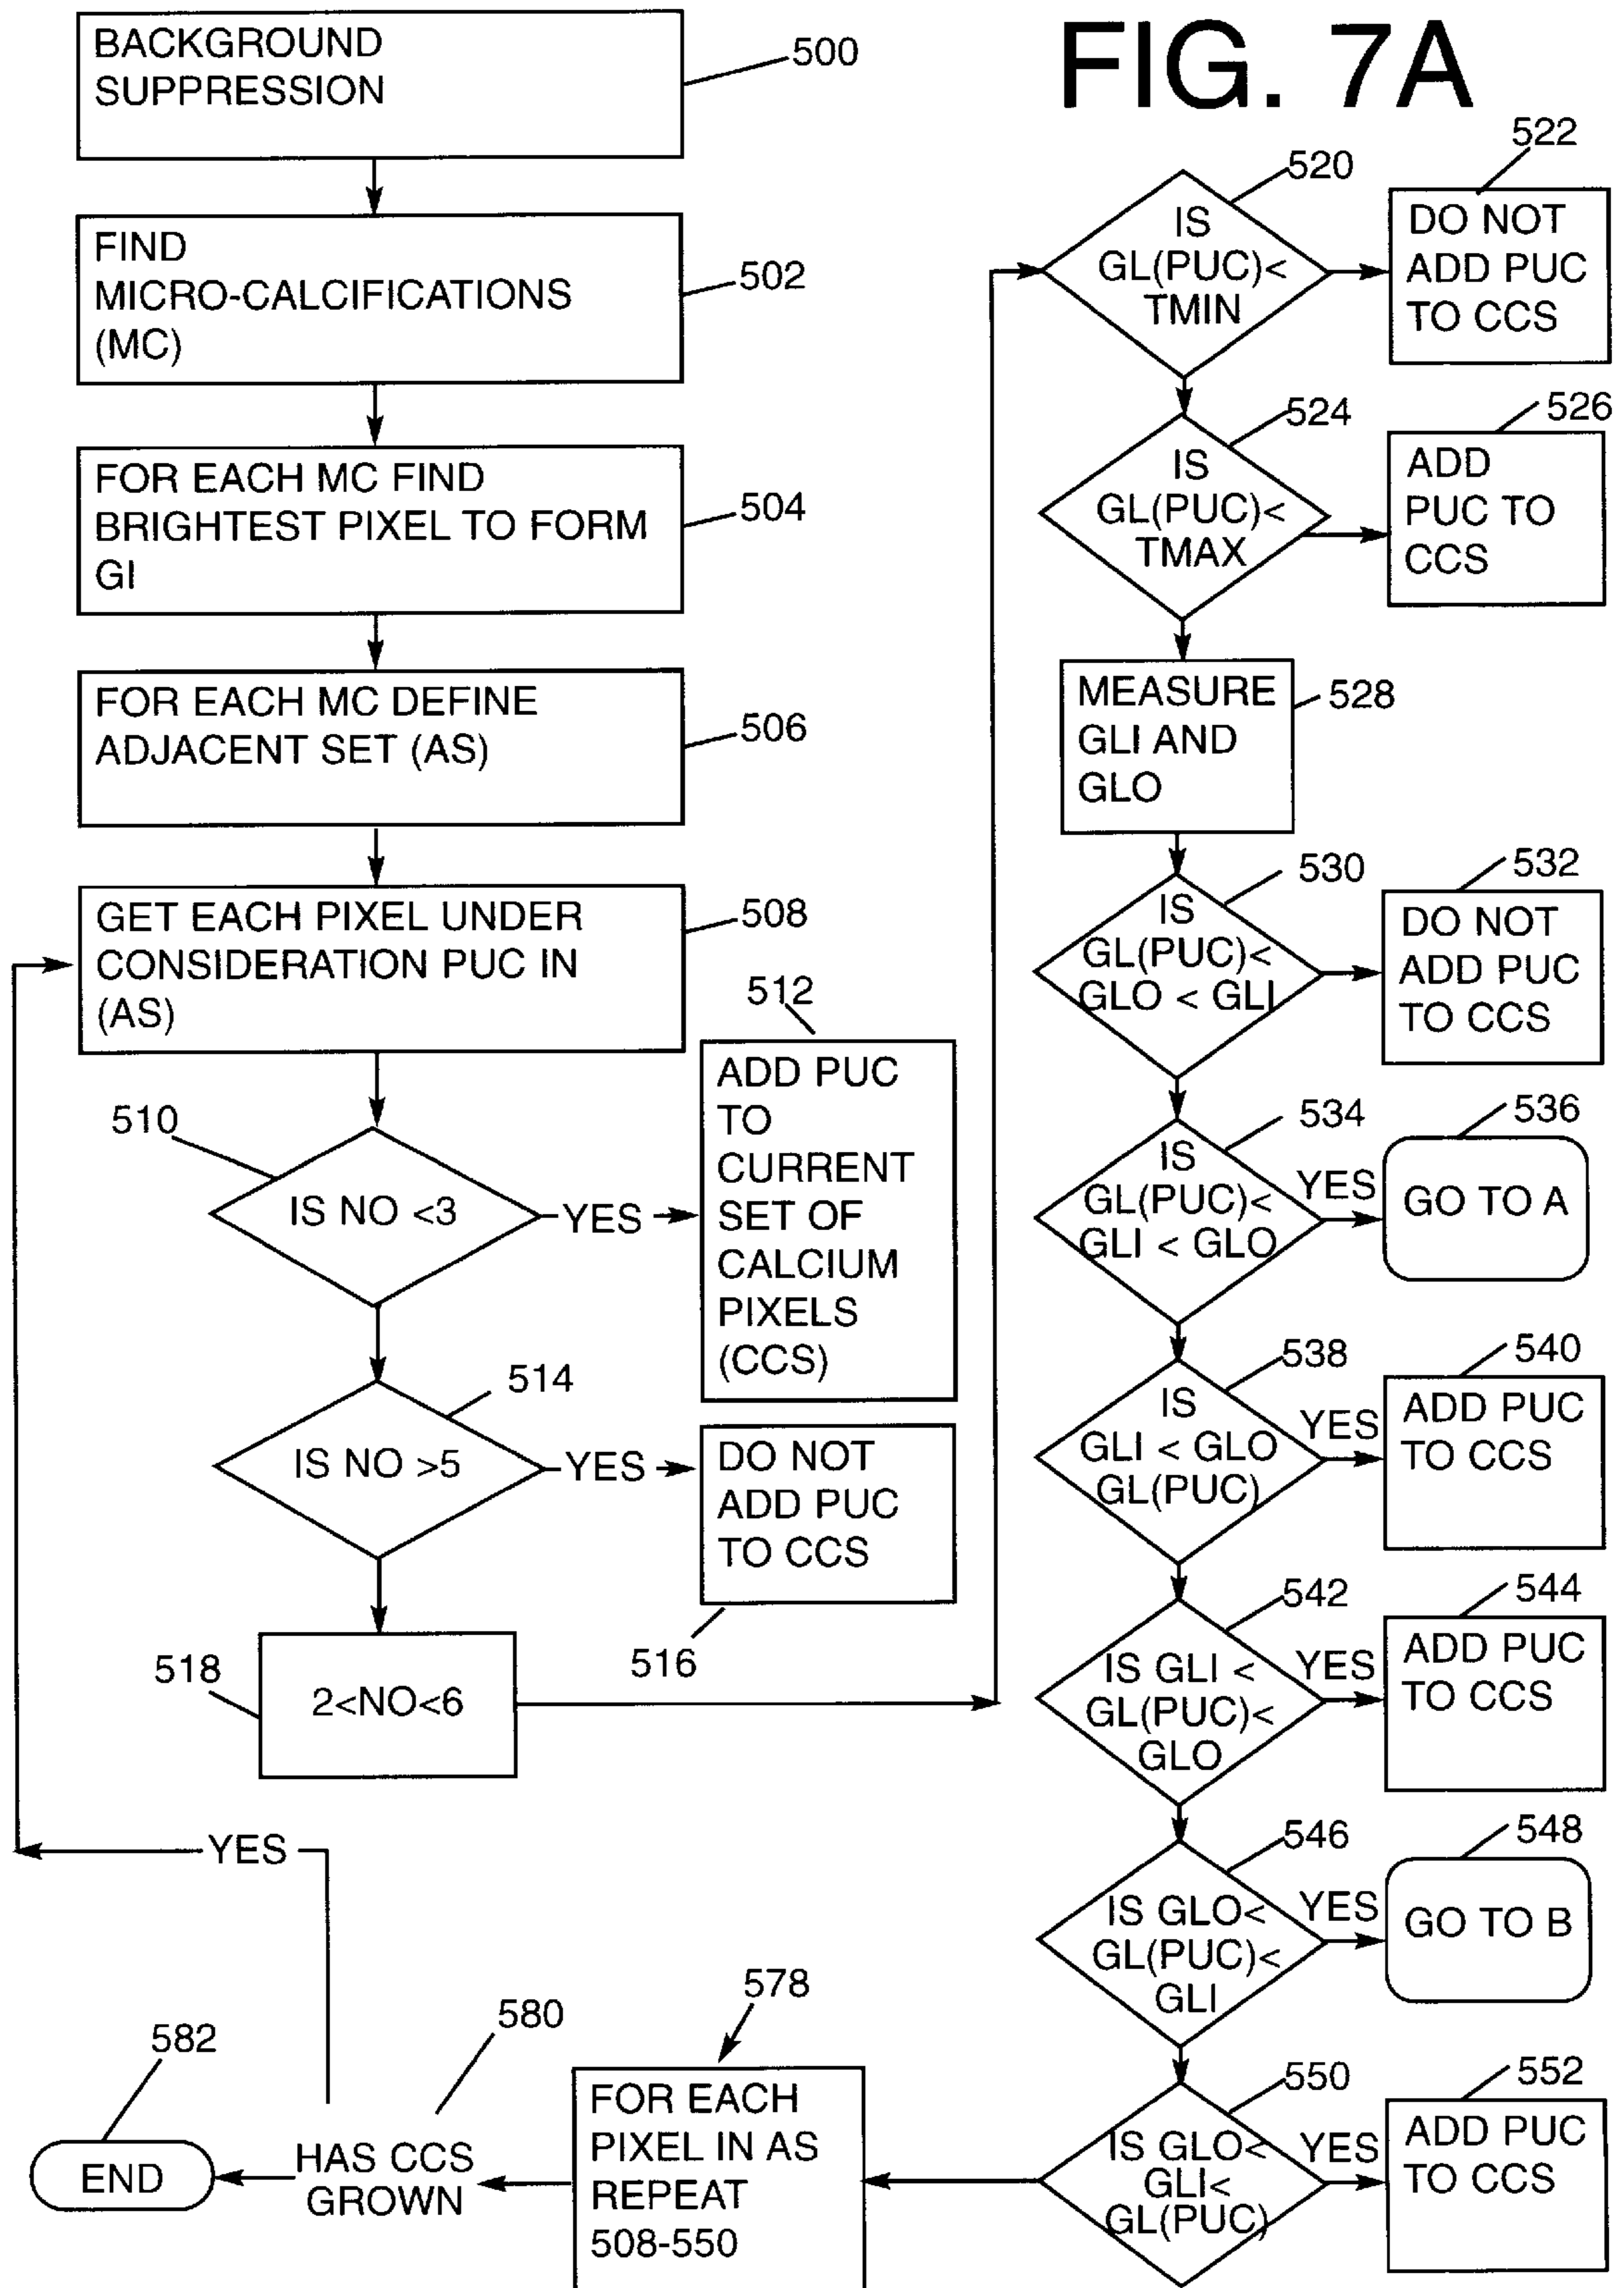 FIG. 7A
BACKGROUND
SUPPRESSION
500
FIND
MICRO-CALCIFICATIONS
(MC)
502
FOR EACH MC FIND
BRIGHTEST PIXEL TO FORM
GI
504
FOR EACH MC DEFINE
ADJACENT SET (AS)
506
GET EACH PIXEL UNDER
CONSIDERATION PUC IN
(AS)
508
510
IS NO <3
YES
512
ADD PUC
TO
CURRENT
SET OF
CALCIUM
PIXELS
(CCS)
514
IS NO >5
YES
DO NOT
ADD PUC
TO CCS
516
518
2<NO<6
520
IS
GL(PUC)<
TMIN
522
DO NOT
ADD PUC
TO CCS
524
IS
GL(PUC)<
TMAX
526
ADD
PUC TO
CCS
MEASURE
GLI AND
GLO
528
530
IS
GL(PUC)<
GLO < GLI
532
DO NOT
ADD PUC
TO CCS
534
IS
GL(PUC)<
GLI < GLO
YES
536
GO TO A
538
IS
GLI < GLO
GL(PUC)
YES
540
ADD PUC
TO CCS
542
IS GLI <
GL(PUC)<
GLO
YES
544
ADD PUC
TO CCS
546
IS GLO<
GL(PUC)<
GLI
YES
548
GO TO B
550
IS GLO<
GLI<
GL(PUC)
YES
552
ADD PUC
TO CCS
578
FOR EACH
PIXEL IN AS
REPEAT
508-550
580
HAS CCS
GROWN
YES
582
END